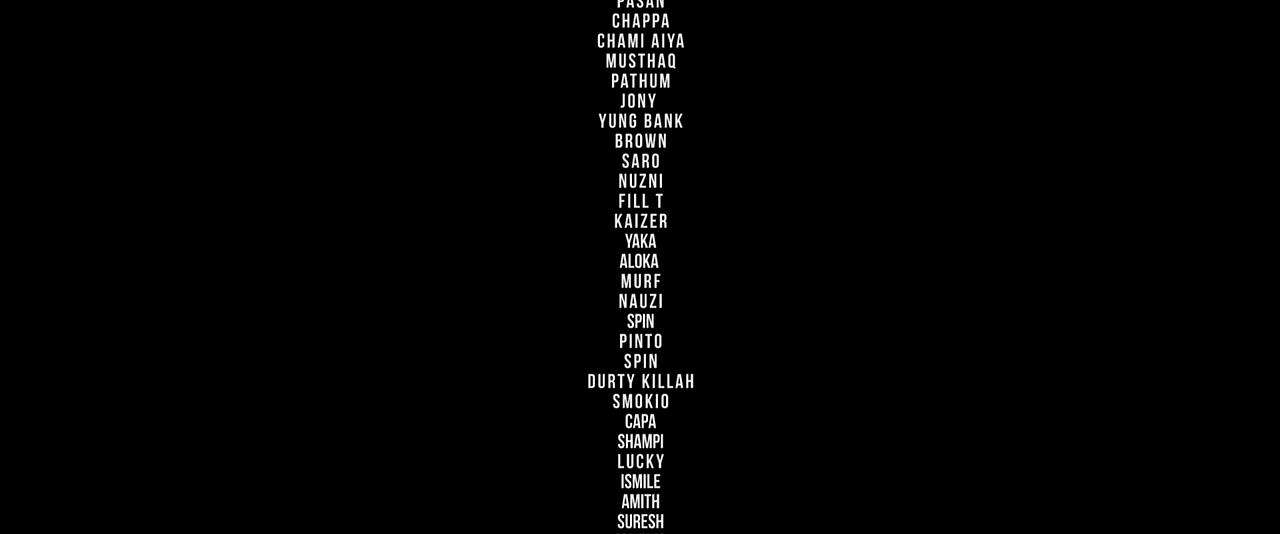 PASAN
CHAPPA
CHAMI AIYA
MUSTHAQ
PATHUM
JONY
YUNG BANK
BROWN
SARO
NUZNI
FILL T
KAIZER
YAKA
ALOKA
MURF
NAUZI
SPIN
PINTO
SPIN
DURTY KILLAH
SMOKIO
CAPA
SHAMPI
LUCKY
ISMILE
AMITH
SURESH